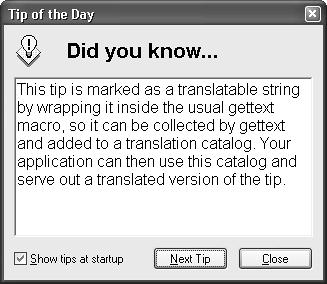 Tip of the Day
Did you know...
This tip is marked as a translatable string
by wrapping it inside the usual gettext
macro, so it can be collected by gettext
and added to a translation catalog. Your
application can then use this catalog and
serve out a translated version of the tip.
Show tips at startup
Next Tip
Close